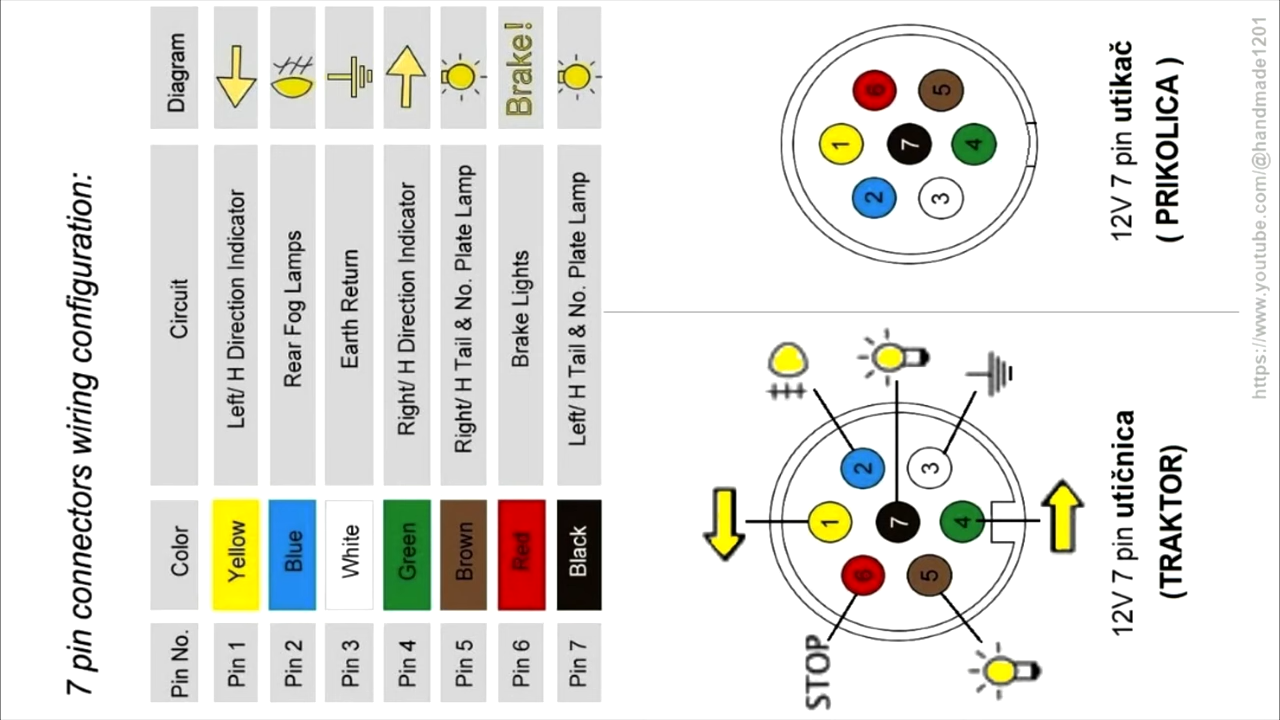 7 pin connectors wiring configuration:
Pin No. Color Circuit Diagram
Pin 1 Yellow Left/ H Direction Indicator
Pin 2 Blue Rear Fog Lamps
Pin 3 White Earth Return
Pin 4 Green Right/ H Direction Indicator
Pin 5 Brown Right/ H Tail & No. Plate Lamp
Pin 6 Red Brake Lights Brake!
Pin 7 Black Left/ H Tail & No. Plate Lamp
STOP
6 1 2
7
5 4 3
12V 7 pin utičnica
(TRAKTOR)
2 1 6
7
3 4 5
12V 7 pin utikač
( PRIKOLICA )
https://www.youtube.com/@handmade1201